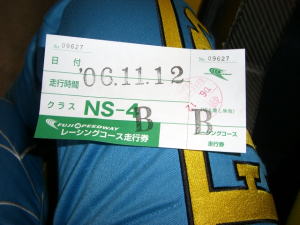 No. 09627
No. 09627
日 付
'06.11.12
走行時間
クラス NS-4
B
B
FUJI SPEEDWAY
レーシングコース走行券
レーシングコース
走行券